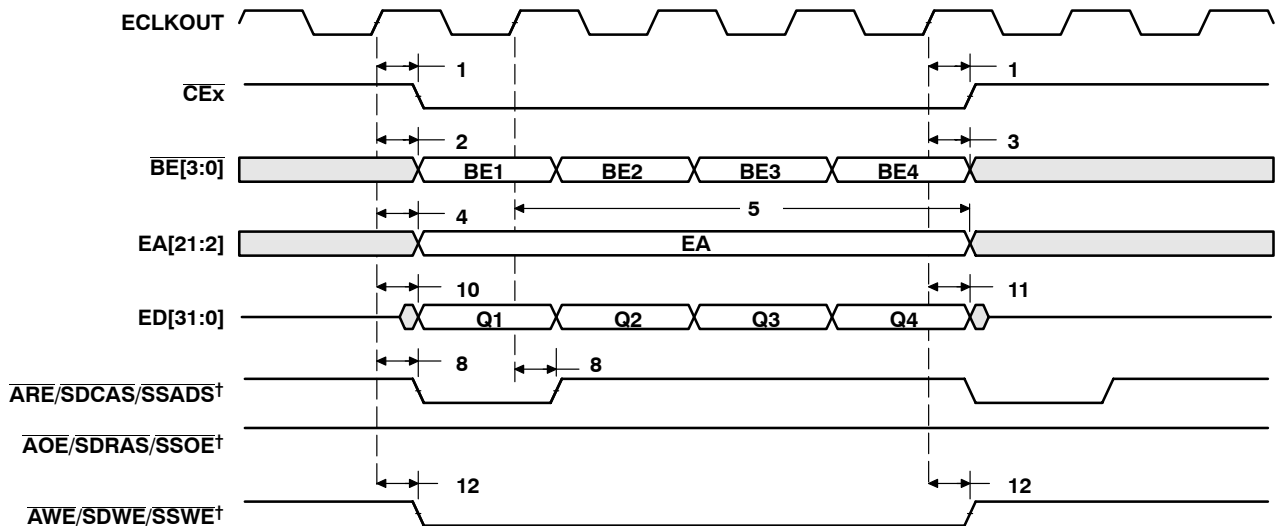 ECLKOUT
1 1
CEx
2 3
BE[3:0] BE1 BE2 BE3 BE4
5
4
EA[21:2] EA
10 11
ED[31:0] Q1 Q2 Q3 Q4
8 8
ARE/SDCAS/SSADS†
AOE/SDRAS/SSOE†
12 12
AWE/SDWE/SSWE†